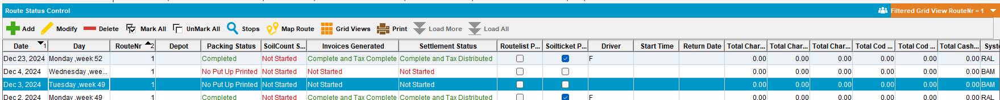 Route Status Control
Filtered Grid View RouteNr = 1
Add Modify Delete Mark All UnMark All Stops Map Route Grid Views Print Load More Load All
Date 1 Day RouteNr 2 Depot Packing Status SoilCount S... Invoices Generated Settlement Status Routelist P... Soilticket P... Driver Start Time Return Date Total Char... Total Char... Total Char... Total Cod ... Total Cod ... Total Cash... Syste
Dec 23, 2024 Monday ,week 52 1 Completed Not Started Complete and Tax Complete Complete and Tax Distributed F 0.00 0.00 0.00 0.00 0.00 0.00 RAL
Dec 4, 2024 Wednesday ,wee... 1 No Put Up Printed Not Started Not Started Not Started 0.00 0.00 0.00 0.00 0.00 0.00 BAM
Dec 3, 2024 Tuesday ,week 49 1 No Put Up Printed Not Started Not Started Not Started 0.00 0.00 0.00 0.00 0.00 0.00 BAM
Dec 2, 2024 Monday ,week 49 1 Completed Not Started Complete and Tax Complete Complete and Tax Distributed F 0.00 0.00 0.00 0.00 0.00 0.00 RAL